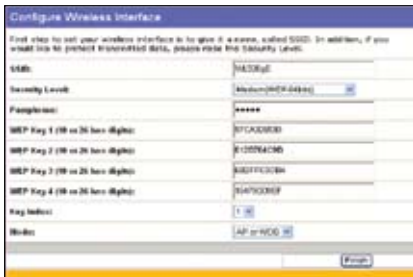 Configure Wireless Interface
First step to set your wireless interface is to give it a name, called SSID. In addition, if you
would like to protect transmitted data, please raise the Security Level.
SSID:
Security Level: Medium(WEP-64bits)
Passphrase: •••••
WEP Key 1 (10 or 26 hex digits):
WEP Key 2 (10 or 26 hex digits):
WEP Key 3 (10 or 26 hex digits):
WEP Key 4 (10 or 26 hex digits):
Key Index: 1
Mode: AP or WDS
Finish